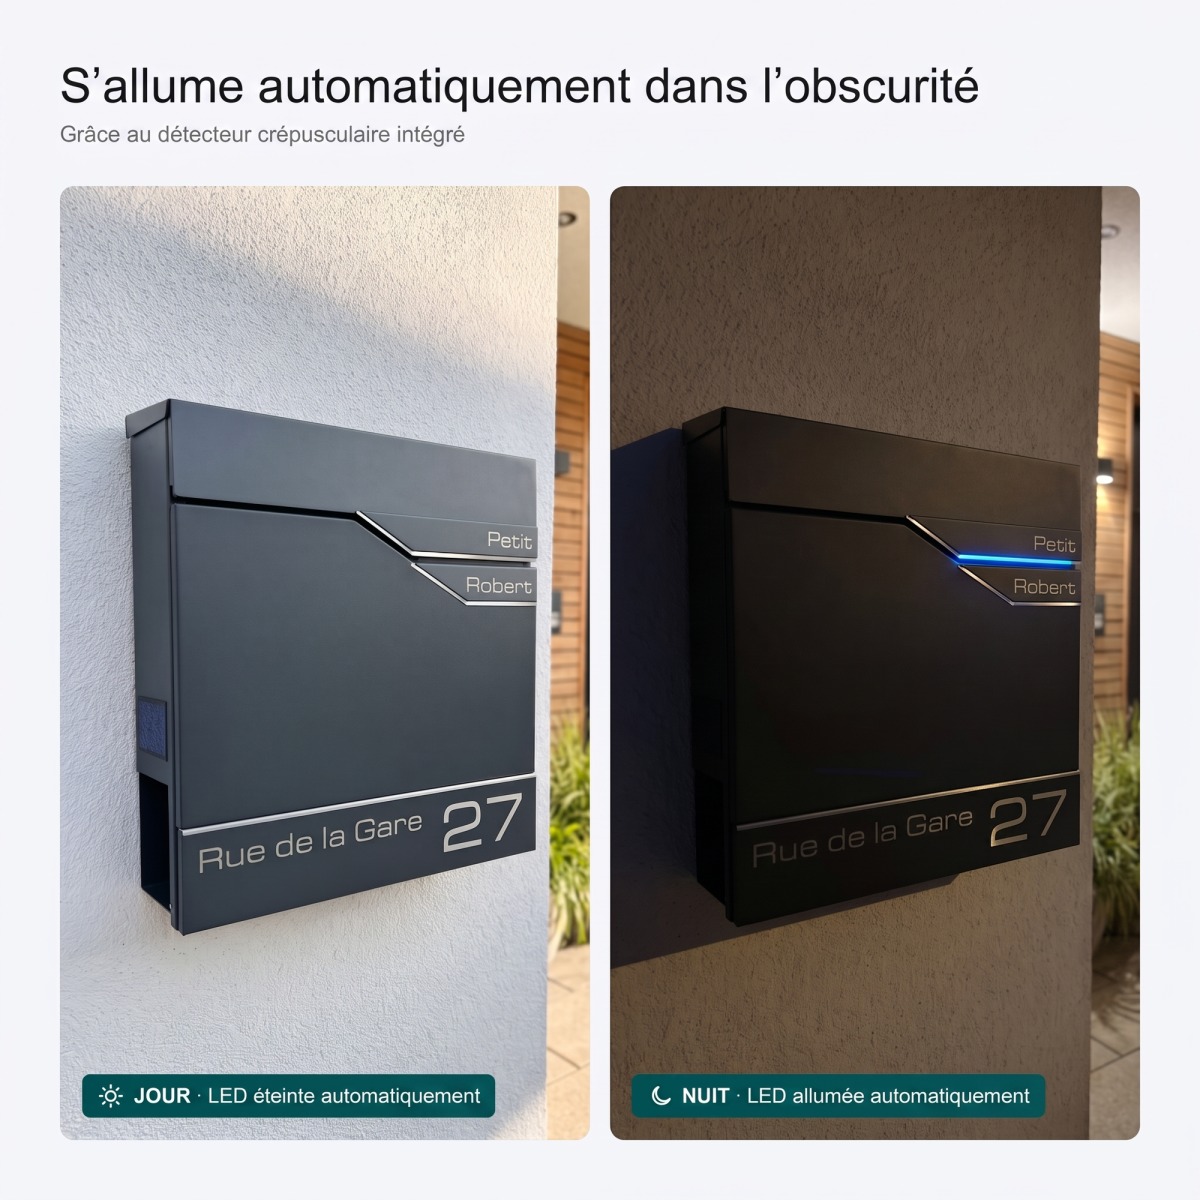 S’allume automatiquement dans l’obscurité
Grâce au détecteur crépusculaire intégré
Petit
Robert
Rue de la Gare 27
JOUR · LED éteinte automatiquement
Petit
Robert
Rue de la Gare 27
NUIT · LED allumée automatiquement